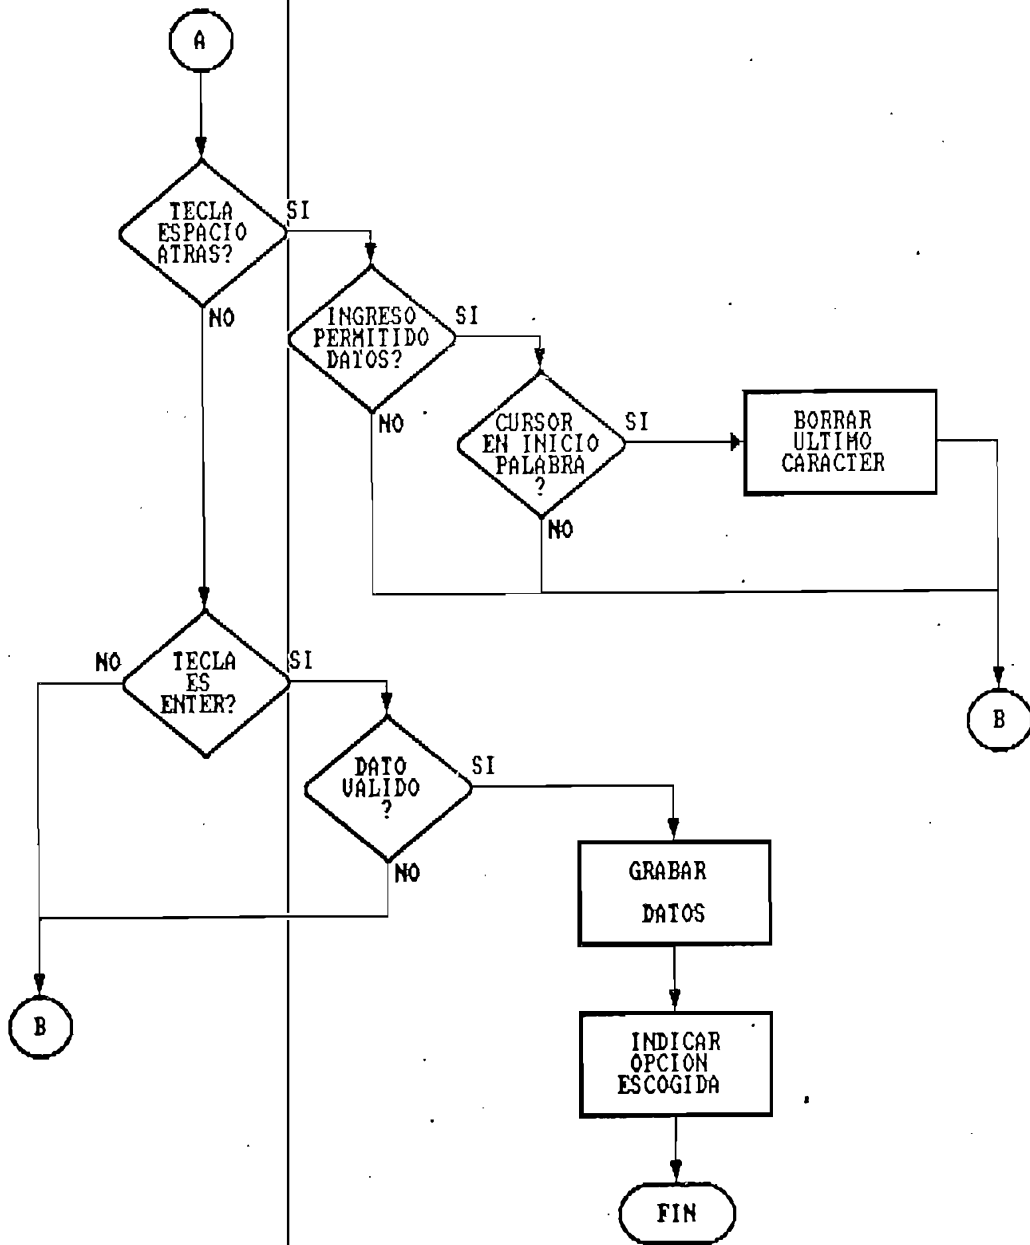 A
TECLA
ESPACIO
ATRAS?
SI
NO
INGRESO
PERMITIDO
DATOS?
SI
NO
CURSOR
EN INICIO
PALABRA
?
SI
NO
BORRAR
ULTIMO
CARACTER
B
TECLA
ES
ENTER?
NO
SI
DATO
VALIDO
?
SI
NO
GRABAR
DATOS
B
INDICAR
OPCION
ESCOGIDA
FIN